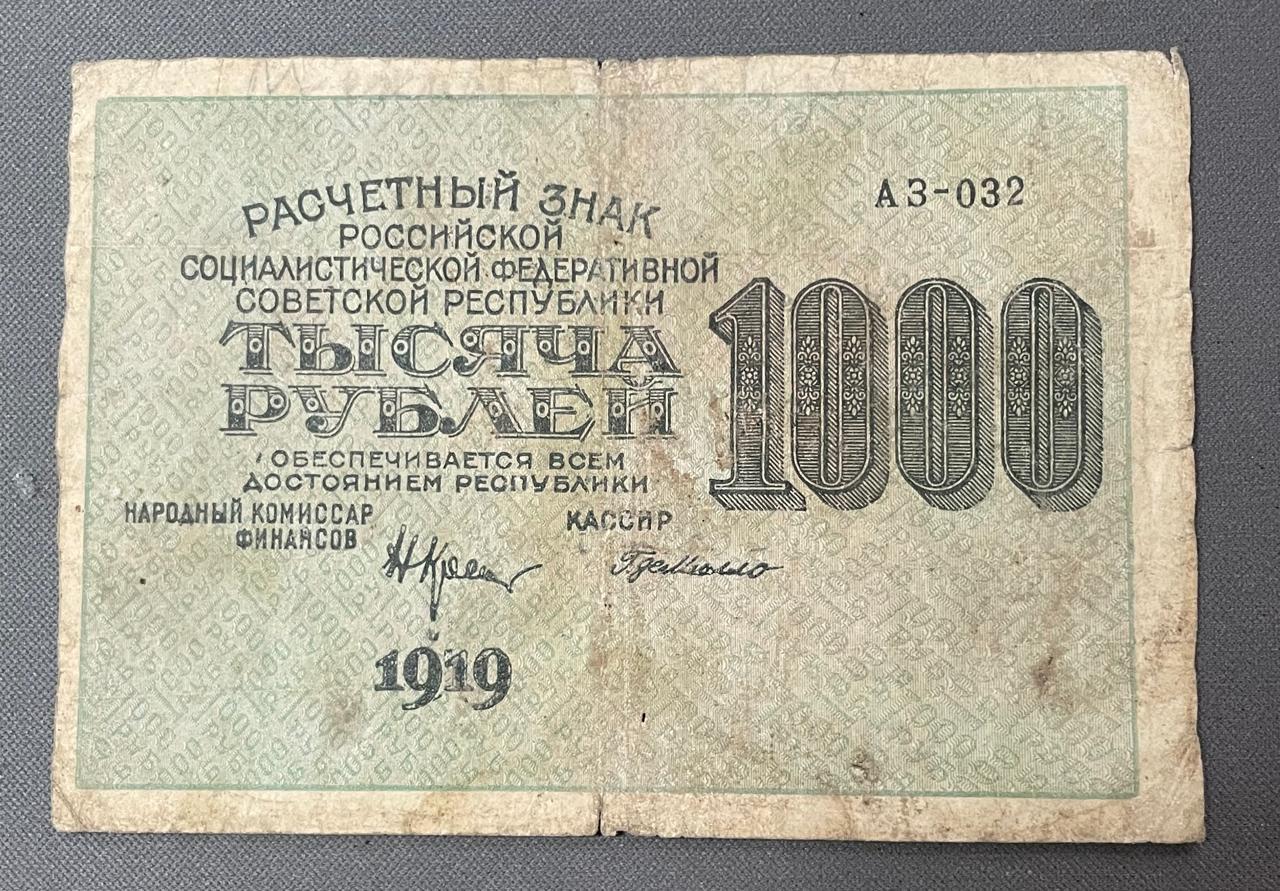 РАСЧЕТНЫЙ ЗНАК
РОССИЙСКОЙ
СОЦИАЛИСТИЧЕСКОЙ ФЕДЕРАТИВНОЙ
СОВЕТСКОЙ РЕСПУБЛИКИ
ТЫСЯЧА
РУБЛЕЙ
ОБЕСПЕЧИВАЕТСЯ ВСЕМ
ДОСТОЯНИЕМ РЕСПУБЛИКИ
НАРОДНЫЙ КОМИССАР
ФИНАНСОВ
КАССИР
1919
АЗ-032
1000